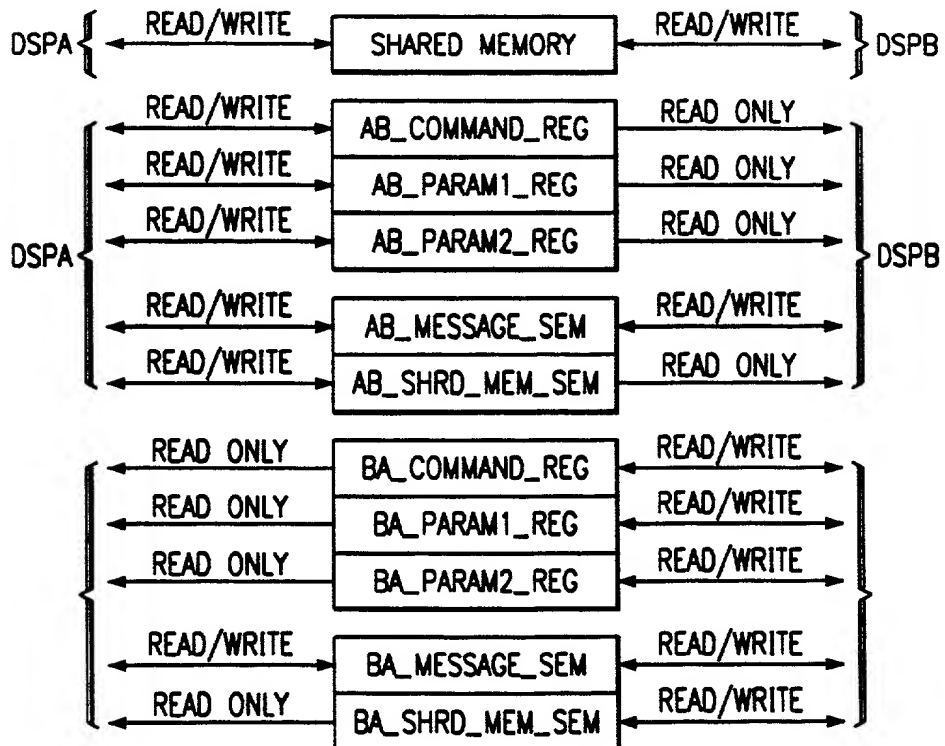 DSPA READ/WRITE SHARED MEMORY READ/WRITE DSPB
READ/WRITE AB_COMMAND_REG READ ONLY
READ/WRITE AB_PARAM1_REG READ ONLY
READ/WRITE AB_PARAM2_REG READ ONLY
DSPA DSPB
READ/WRITE AB_MESSAGE_SEM READ/WRITE
READ/WRITE AB_SHRD_MEM_SEM READ ONLY
READ ONLY BA_COMMAND_REG READ/WRITE
READ ONLY BA_PARAM1_REG READ/WRITE
READ ONLY BA_PARAM2_REG READ/WRITE
READ/WRITE BA_MESSAGE_SEM READ/WRITE
READ ONLY BA_SHRD_MEM_SEM READ/WRITE